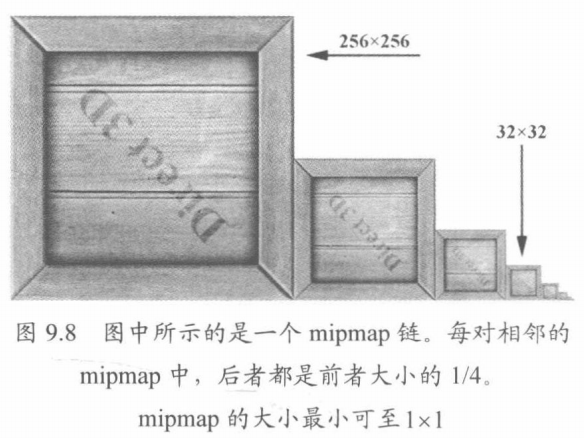 256×256
32×32
Direct 3D
Direct 3D
Direct
图 9.8 图中所示的是一个 mipmap 链。每对相邻的
mipmap 中，后者都是前者大小的 1/4。
mipmap 的大小最小可至1×1